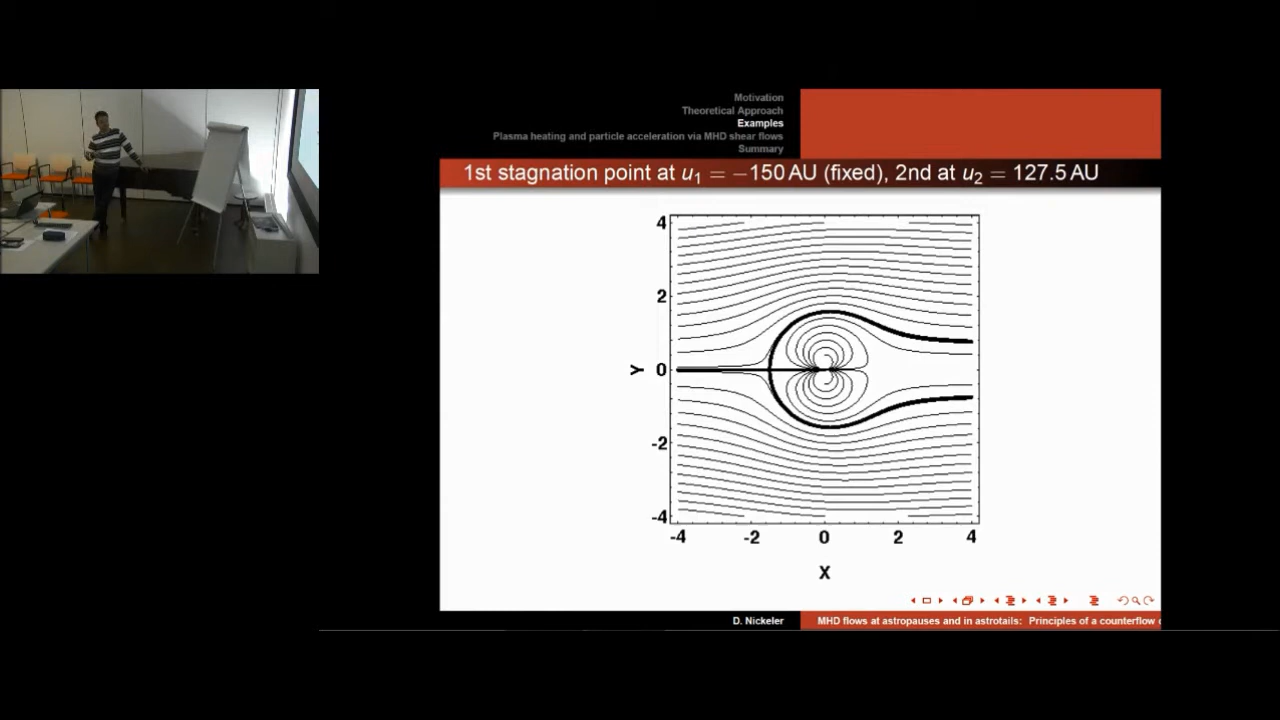 Motivation
Theoretical Approach
Examples
Plasma heating and particle acceleration via MHD shear flows
Summary
1st stagnation point at u₁ = −150 AU (fixed), 2nd at u₂ = 127.5 AU
4
2
Y 0
-2
-4
-4 -2 0 2 4
X
D. Nickeler MHD flows at astropauses and in astrotails: Principles of a counterflow